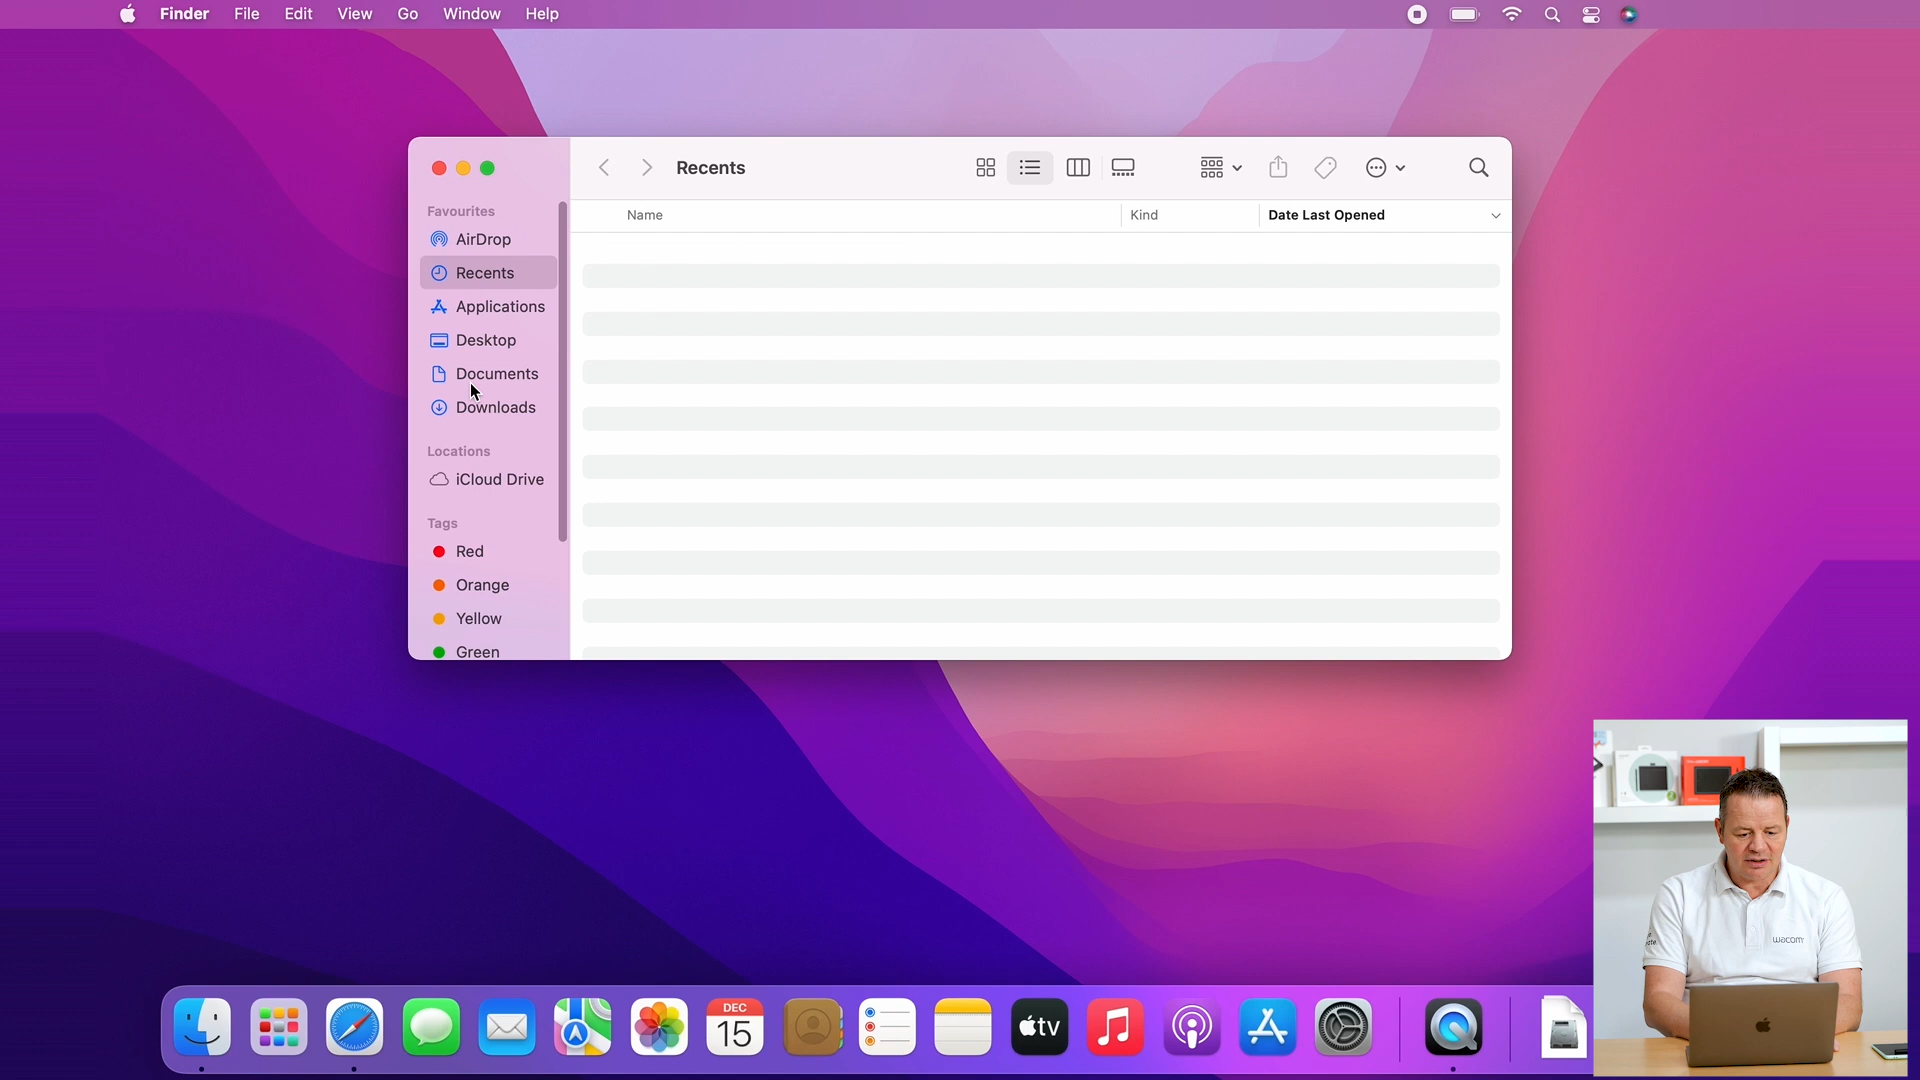 Finder File Edit View Go Window Help
Recents
Favourites
Name Kind Date Last Opened
AirDrop
Recents
Applications
Desktop
Documents
Downloads
Locations
iCloud Drive
Tags
Red
Orange
Yellow
Green
DEC
15
tv
wacom